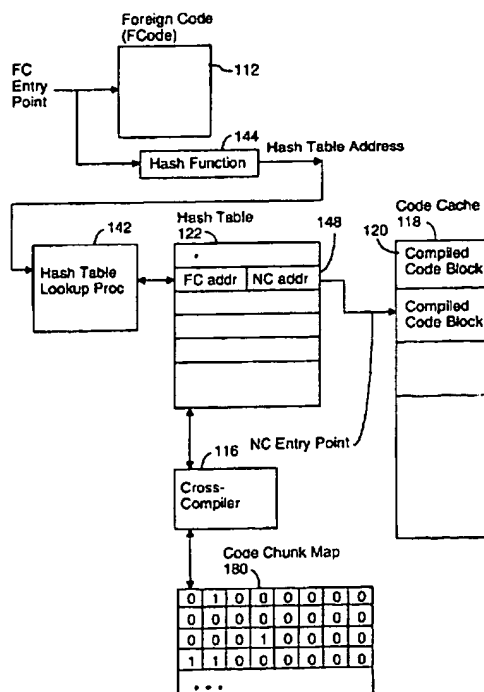 Foreign Code
(FCode)
FC
Entry
Point
112
144
Hash Function
Hash Table Address
142
Hash Table
Lookup Proc
Hash Table
122
148
FC addr
NC addr
Code Cache
118
120
Compiled
Code Block
Compiled
Code Block
NC Entry Point
116
Cross-
Compiler
Code Chunk Map
180
0 1 0 0 0 0 0 0
0 0 0 0 0 0 0 0
0 0 0 1 0 0 0 0
1 1 0 0 0 0 0 0
• • •